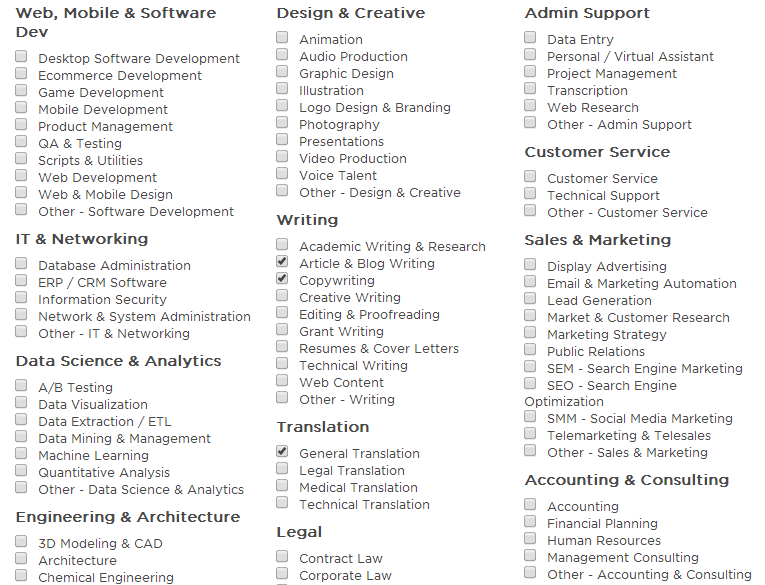 Web, Mobile & Software
Dev
Desktop Software Development
Ecommerce Development
Game Development
Mobile Development
Product Management
QA & Testing
Scripts & Utilities
Web Development
Web & Mobile Design
Other - Software Development
IT & Networking
Database Administration
ERP / CRM Software
Information Security
Network & System Administration
Other - IT & Networking
Data Science & Analytics
A/B Testing
Data Visualization
Data Extraction / ETL
Data Mining & Management
Machine Learning
Quantitative Analysis
Other - Data Science & Analytics
Engineering & Architecture
3D Modeling & CAD
Architecture
Chemical Engineering
Design & Creative
Animation
Audio Production
Graphic Design
Illustration
Logo Design & Branding
Photography
Presentations
Video Production
Voice Talent
Other - Design & Creative
Writing
Academic Writing & Research
Article & Blog Writing
Copywriting
Creative Writing
Editing & Proofreading
Grant Writing
Resumes & Cover Letters
Technical Writing
Web Content
Other - Writing
Translation
General Translation
Legal Translation
Medical Translation
Technical Translation
Legal
Contract Law
Corporate Law
Admin Support
Data Entry
Personal / Virtual Assistant
Project Management
Transcription
Web Research
Other - Admin Support
Customer Service
Customer Service
Technical Support
Other - Customer Service
Sales & Marketing
Display Advertising
Email & Marketing Automation
Lead Generation
Market & Customer Research
Marketing Strategy
Public Relations
SEM - Search Engine Marketing
SEO - Search Engine
Optimization
SMM - Social Media Marketing
Telemarketing & Telesales
Other - Sales & Marketing
Accounting & Consulting
Accounting
Financial Planning
Human Resources
Management Consulting
Other - Accounting & Consulting